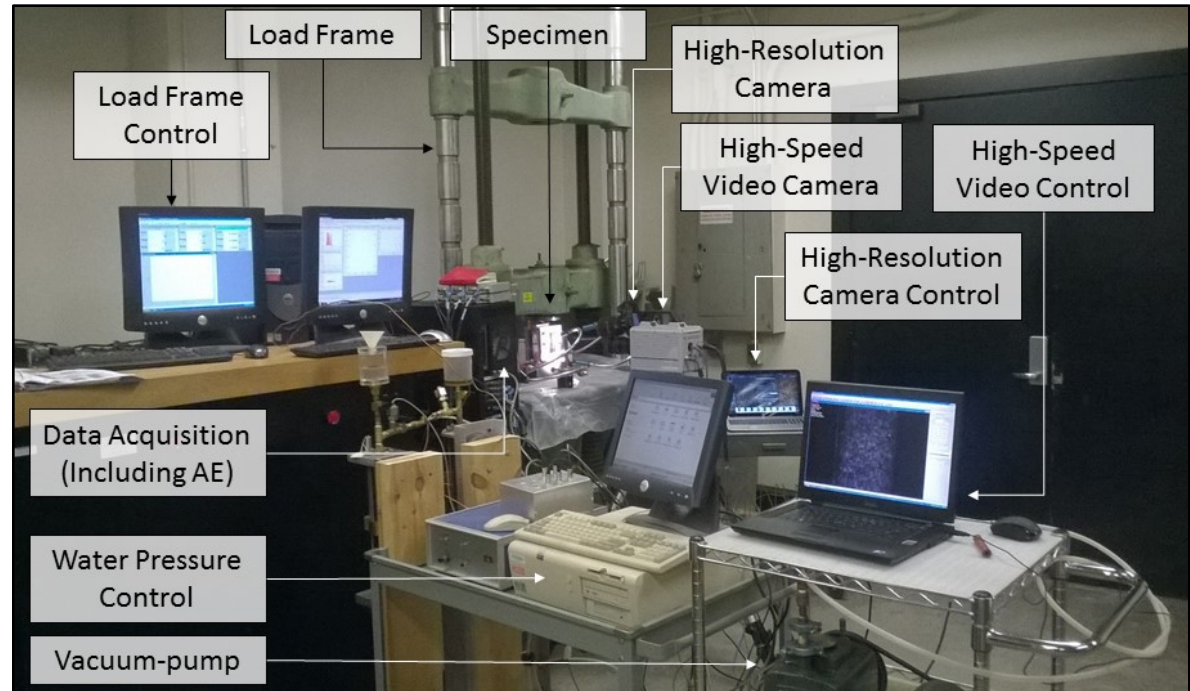 Load Frame
Specimen
High-Resolution
Camera
Load Frame
Control
High-Speed
Video Camera
High-Speed
Video Control
High-Resolution
Camera Control
Data Acquisition
(Including AE)
Water Pressure
Control
Vacuum-pump